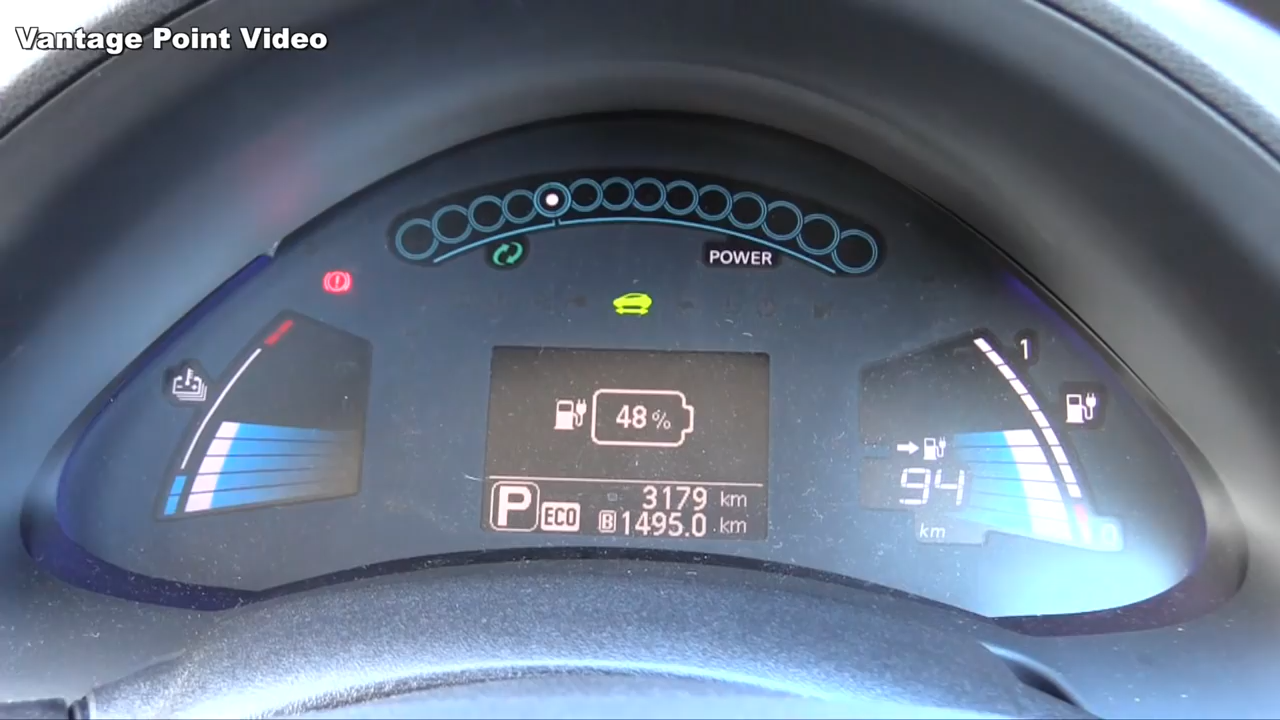 Vantage Point Video
POWER
1
48 %
94
km
0
P ECO
3179 km
B 1495.0 km